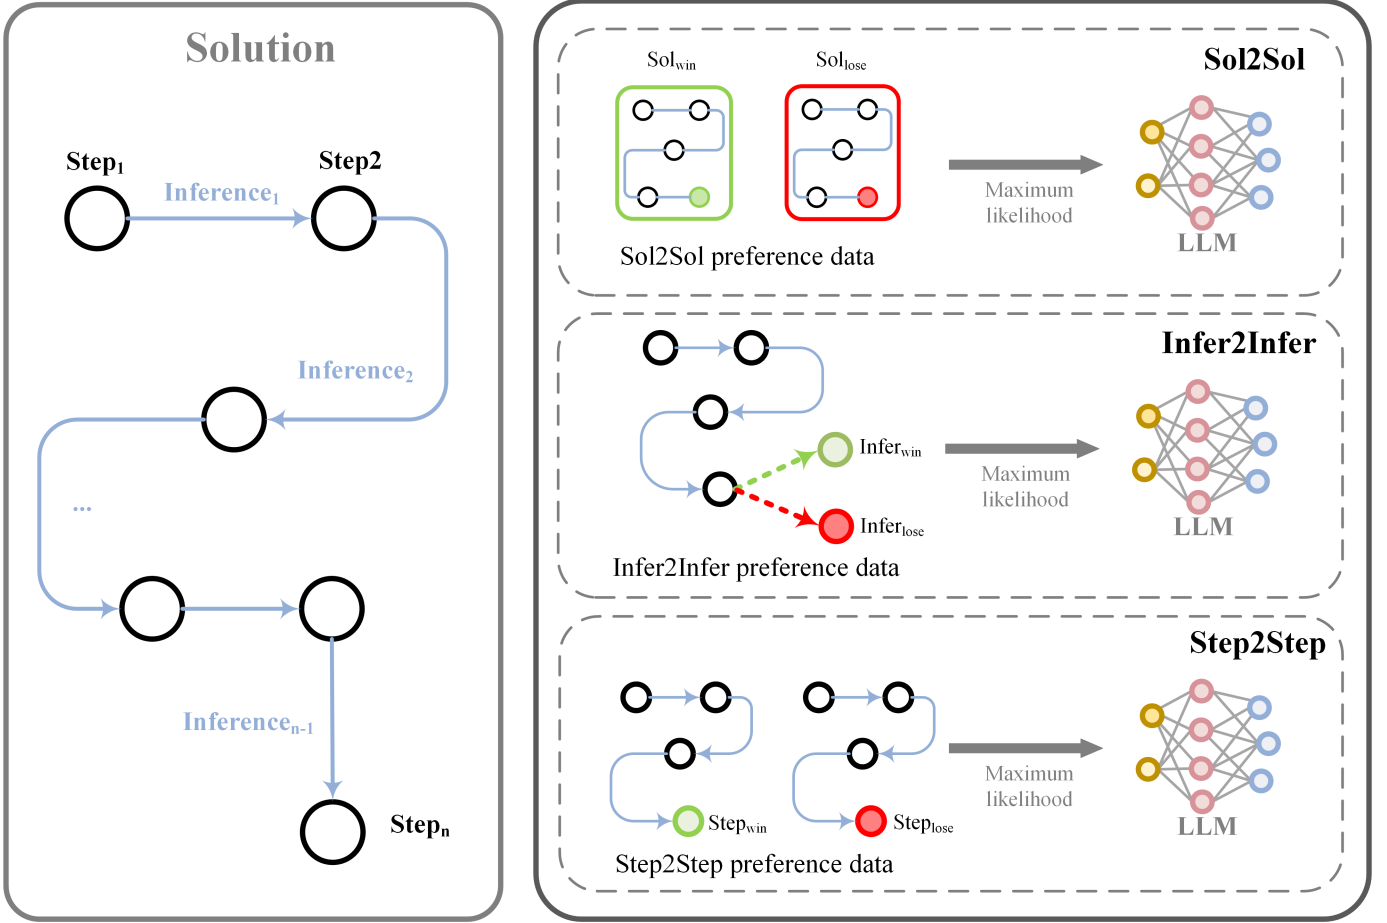 Solution
Step1
Step2
Inference1
Inference2
...
Inferencen-1
Stepn
Sol2Sol
Solwin
Sollose
Maximum
likelihood
LLM
Sol2Sol preference data
Infer2Infer
Inferwin
Inferlose
Maximum
likelihood
LLM
Infer2Infer preference data
Step2Step
Stepwin
Steplose
Maximum
likelihood
LLM
Step2Step preference data